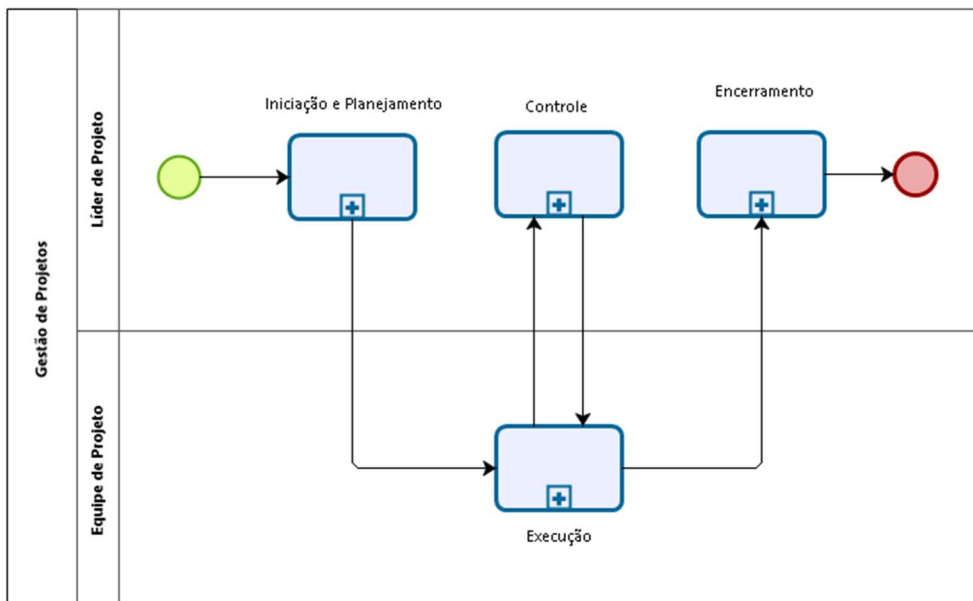 Gestão de Projetos
Líder de Projeto
Iniciação e Planejamento
Controle
Encerramento
Equipe de Projeto
Execução